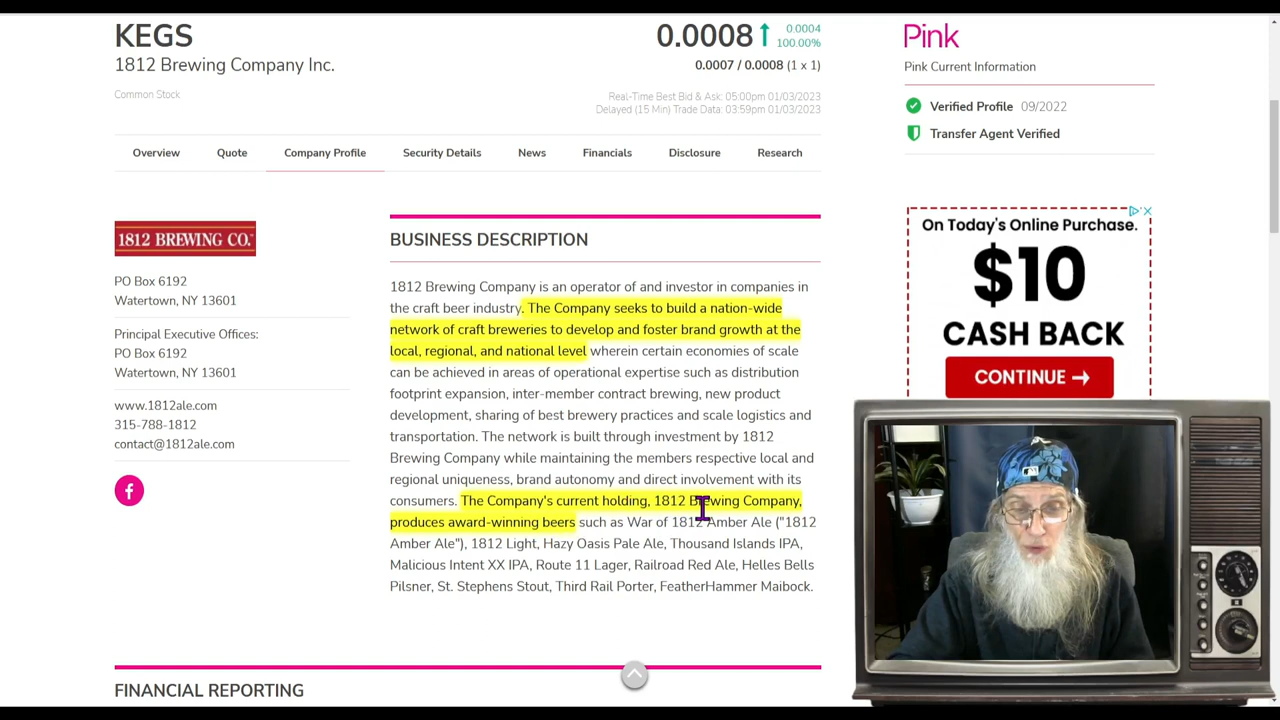 KEGS
1812 Brewing Company Inc.
Common Stock
0.0008
0.0004
100.00%
0.0007 / 0.0008 (1 x 1)
Real-Time Best Bid & Ask: 05:00pm 01/03/2023
Delayed (15 Min) Trade Data: 03:59pm 01/03/2023
Pink
Pink Current Information
Verified Profile 09/2022
Transfer Agent Verified
Overview Quote Company Profile Security Details News Financials Disclosure Research
1812 BREWING CO.
PO Box 6192
Watertown, NY 13601
Principal Executive Offices:
PO Box 6192
Watertown, NY 13601
www.1812ale.com
315-788-1812
contact@1812ale.com
f
BUSINESS DESCRIPTION
1812 Brewing Company is an operator of and investor in companies in
the craft beer industry. The Company seeks to build a nation-wide
network of craft breweries to develop and foster brand growth at the
local, regional, and national level wherein certain economies of scale
can be achieved in areas of operational expertise such as distribution
footprint expansion, inter-member contract brewing, new product
development, sharing of best brewery practices and scale logistics and
transportation. The network is built through investment by 1812
Brewing Company while maintaining the members respective local and
regional uniqueness, brand autonomy and direct involvement with its
consumers. The Company's current holding, 1812 Brewing Company,
produces award-winning beers such as War of 1812 Amber Ale ("1812
Amber Ale"), 1812 Light, Hazy Oasis Pale Ale, Thousand Islands IPA,
Malicious Intent XX IPA, Route 11 Lager, Railroad Red Ale, Helles Bells
Pilsner, St. Stephens Stout, Third Rail Porter, FeatherHammer Maibock.
FINANCIAL REPORTING
On Today's Online Purchase.
$10
CASH BACK
CONTINUE →